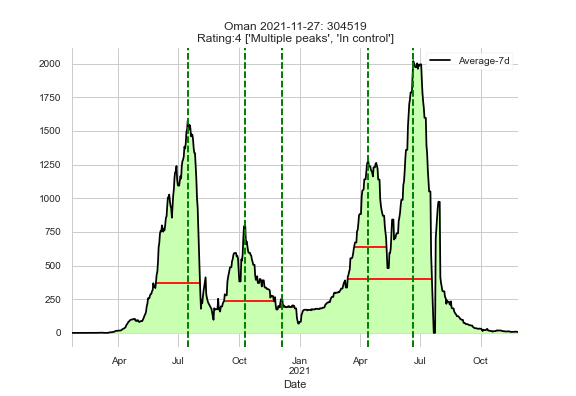 Oman 2021-11-27: 304519
Rating:4 ['Multiple peaks', 'In control']
Average-7d
2000
1750
1500
1250
1000
750
500
250
0
Apr Jul Oct Jan Apr Jul Oct
2021
Date